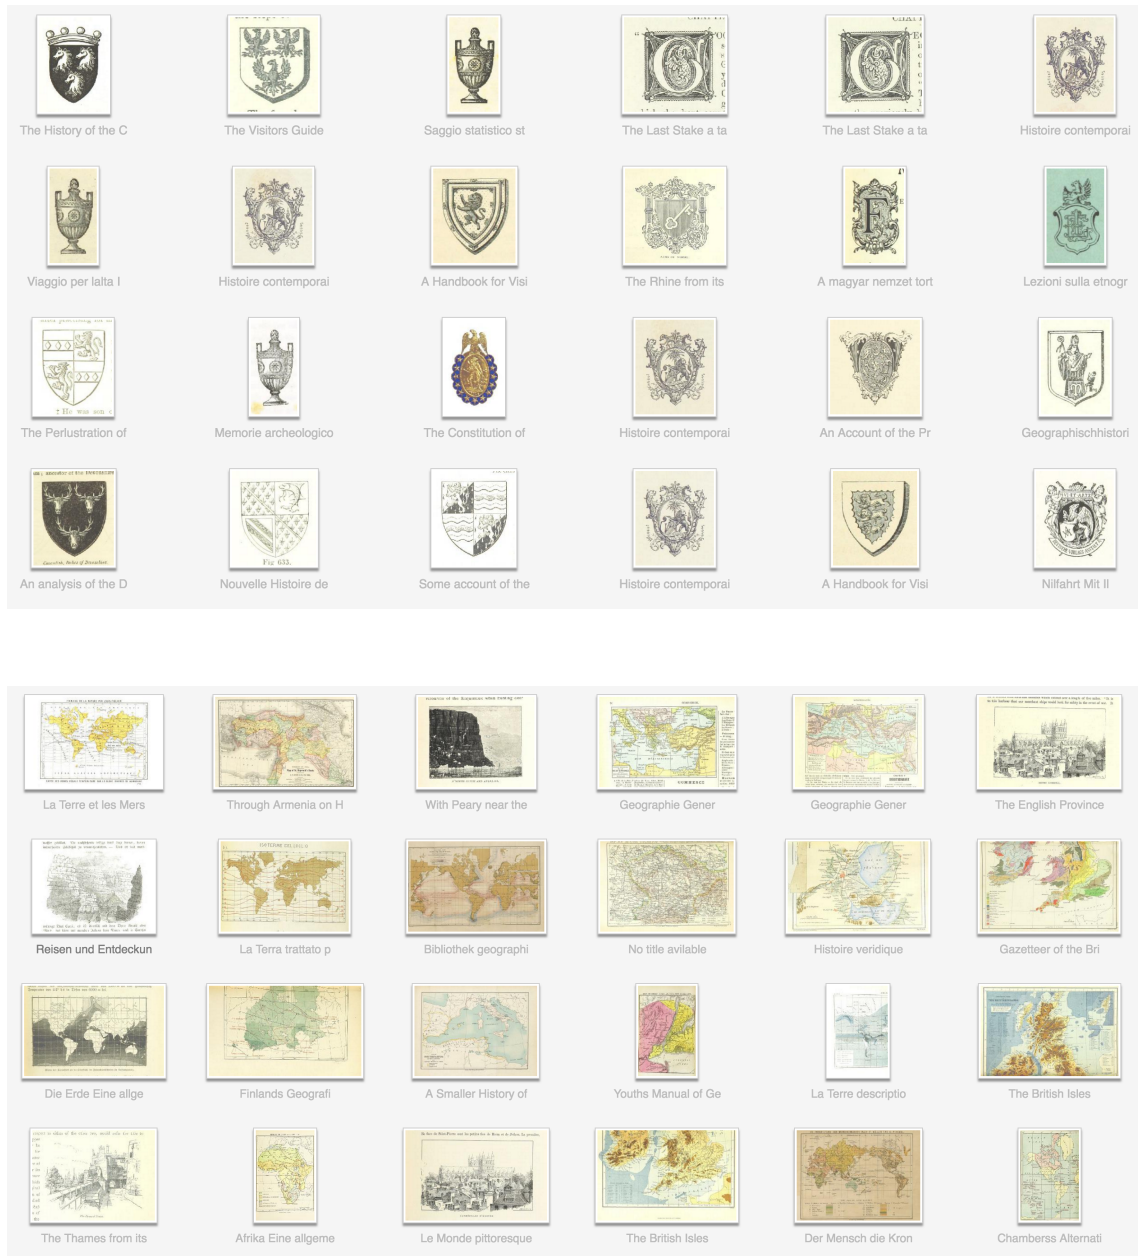 The History of the C
The Visitors Guide
Saggio statistico st
The Last Stake a ta
The Last Stake a ta
Histoire contemporai
Viaggio per lalta I
Histoire contemporai
A Handbook for Visi
The Rhine from its
A magyar nemzet tort
Lezioni sulla etnogr
† He was son
The Perlustration of
Memorie archeologico
The Constitution of
Histoire contemporai
An Account of the Pr
Geographischhistori
Fig 655.
An analysis of the D
Nouvelle Histoire de
Some account of the
Histoire contemporai
A Handbook for Visi
Nilfahrt Mit Il
La Terre et les Mers
Through Armenia on H
With Peary near the
Geographie Gener
Geographie Gener
The English Province
Reisen und Entdeckun
La Terra trattato p
Bibliothek geographi
No title avilable
Histoire veridique
Gazetteer of the Bri
Die Erde Eine allge
Finlands Geografi
A Smaller History of
Youths Manual of Ge
La Terre descriptio
The British Isles
The Thames from its
Afrika Eine allgeme
Le Monde pittoresque
The British Isles
Der Mensch die Kron
Chamberss Alternati